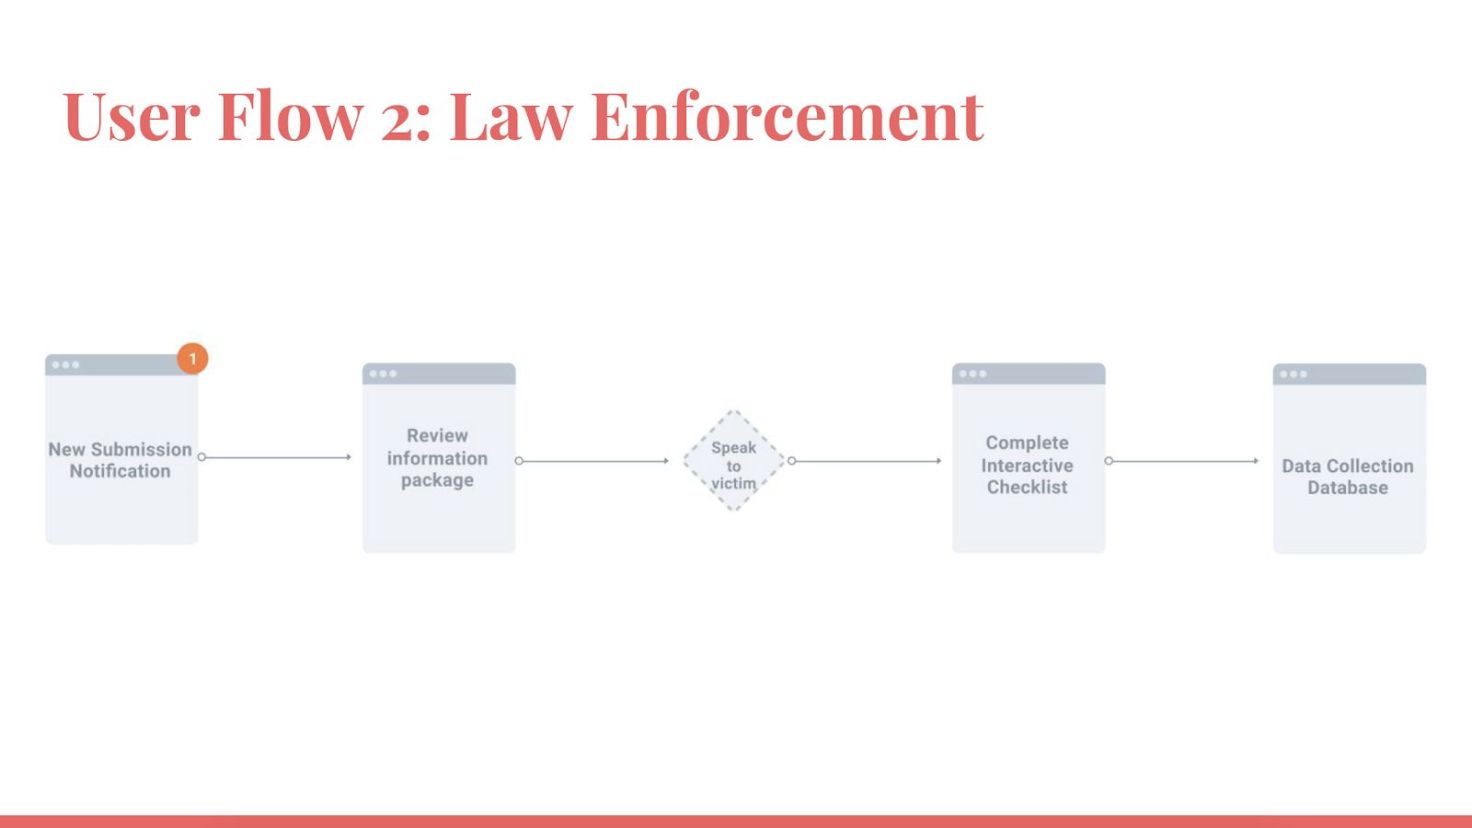 User Flow 2: Law Enforcement
1
New Submission
Notification
Review
information
package
Speak
to
victim
Complete
Interactive
Checklist
Data Collection
Database